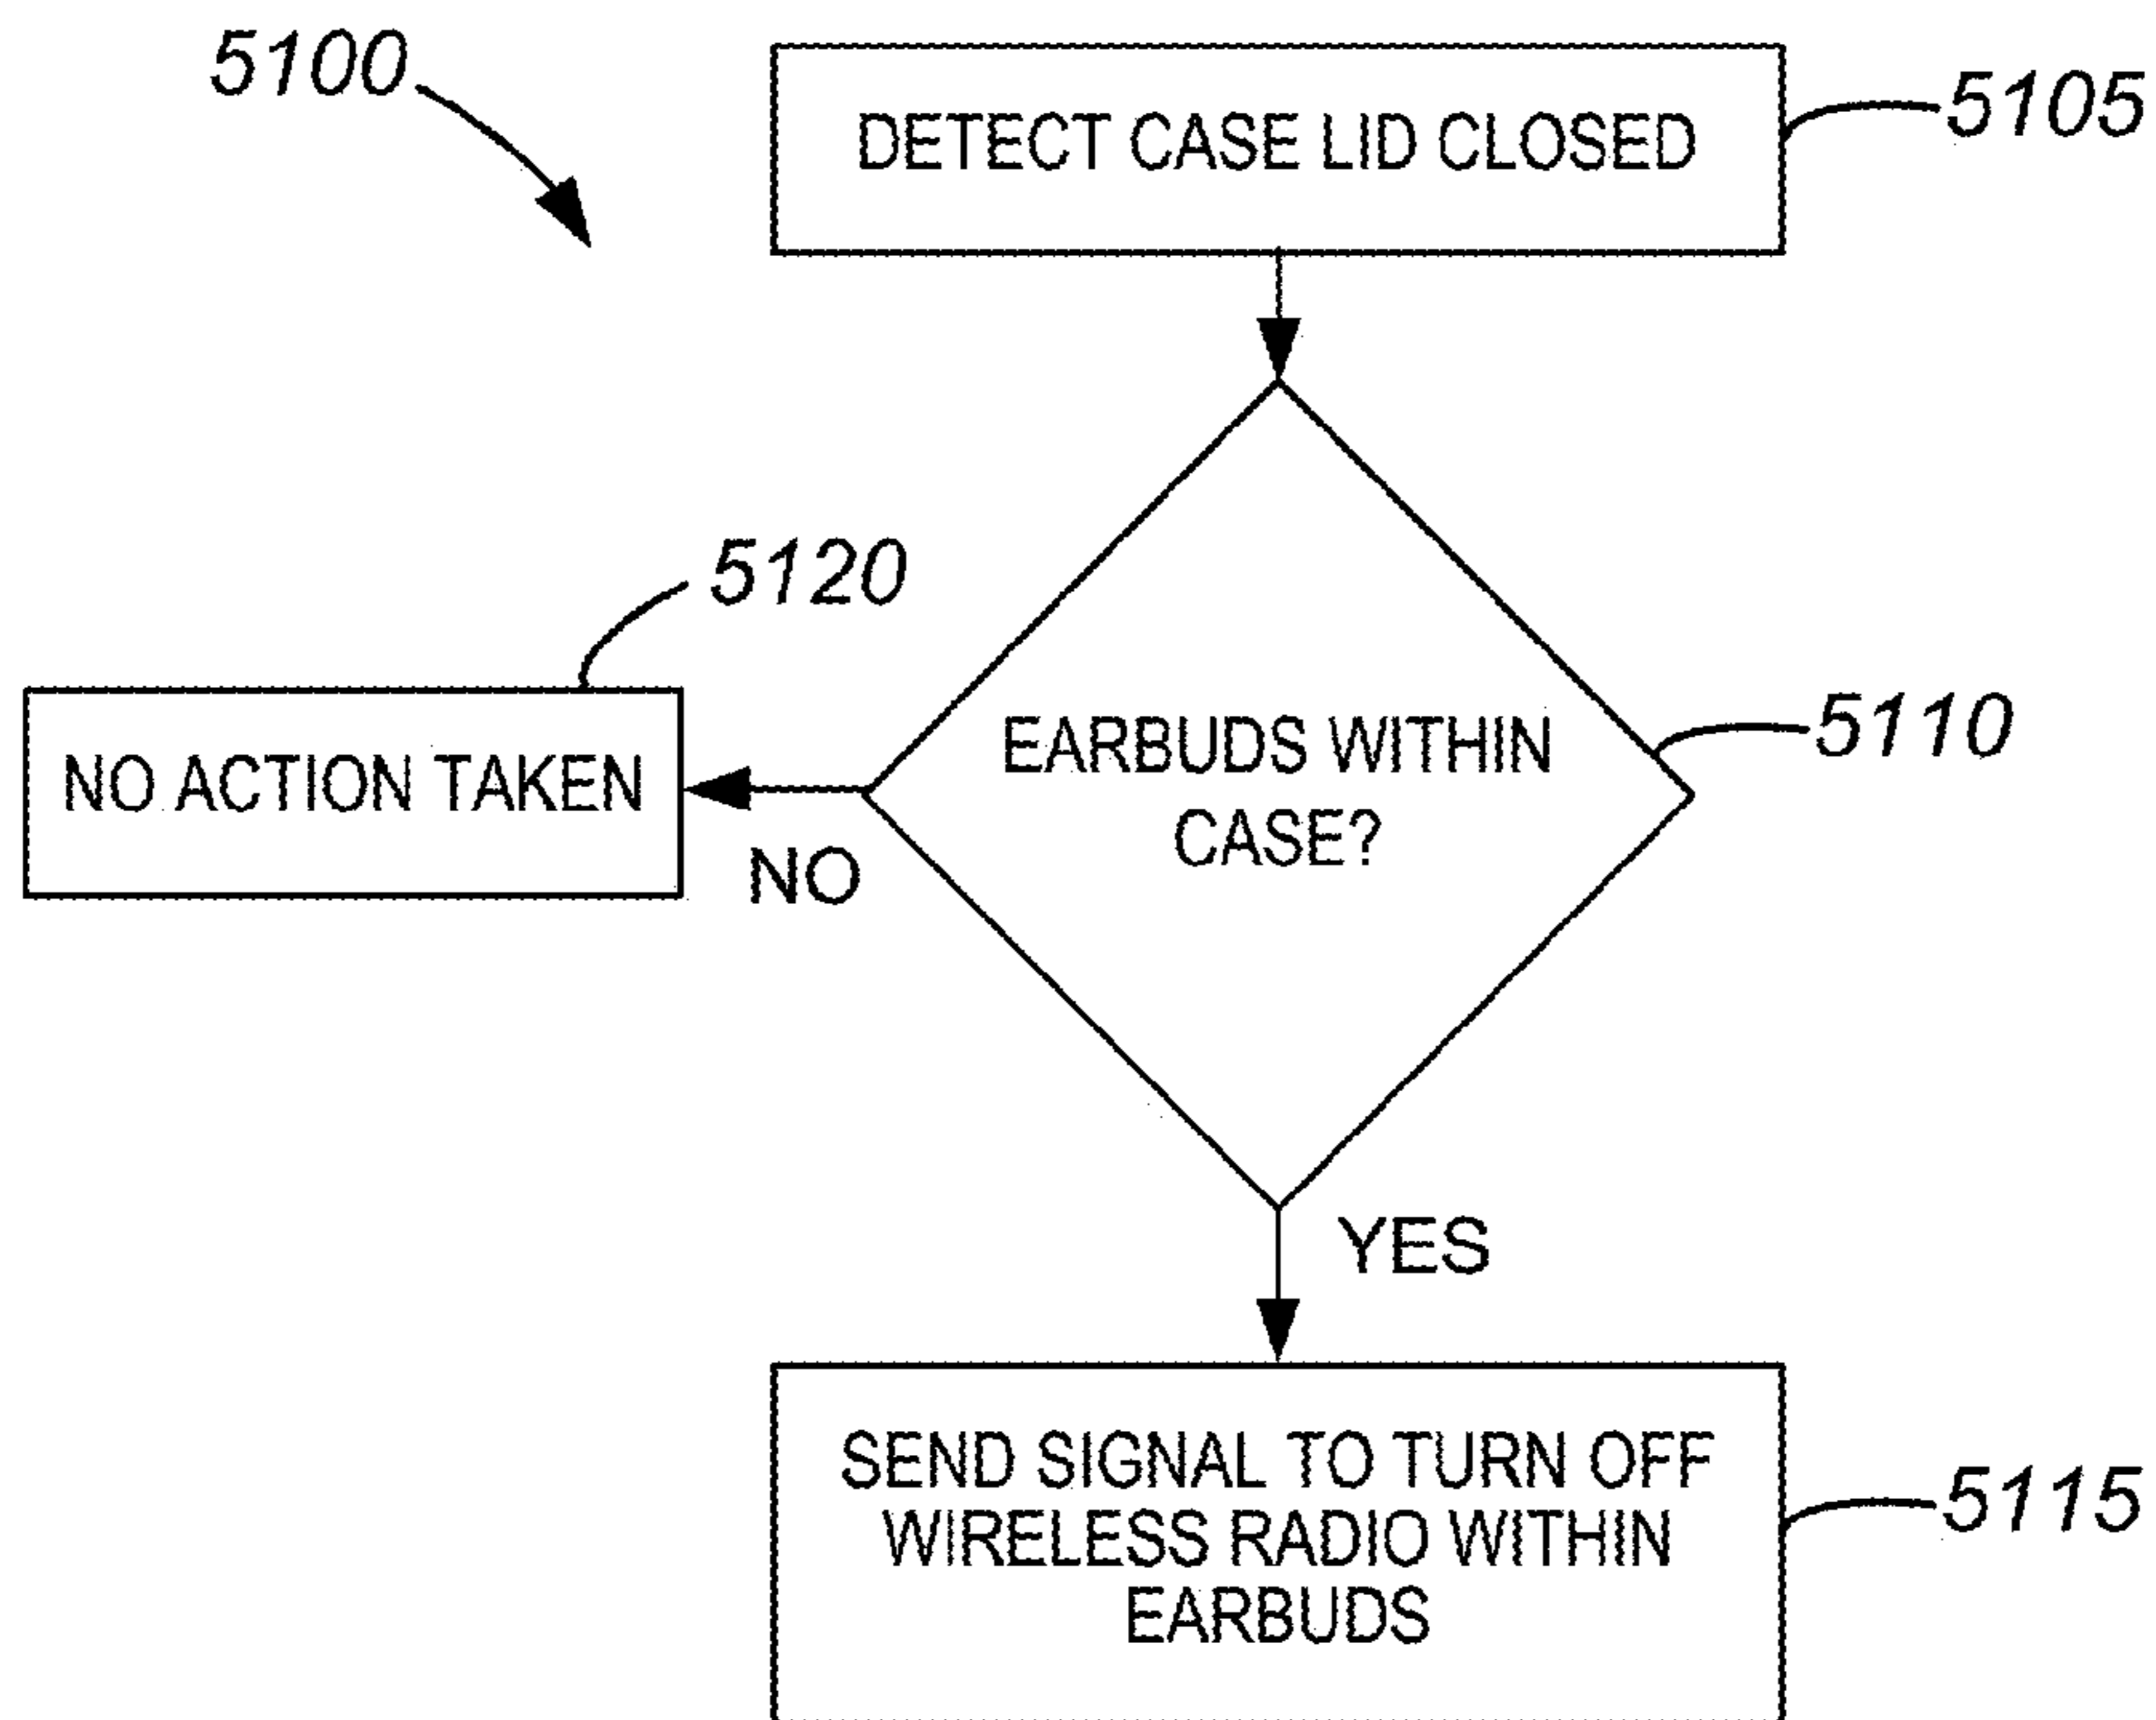 5100
DETECT CASE LID CLOSED
5105
5120
NO ACTION TAKEN
NO
EARBUDS WITHIN
CASE?
5110
YES
SEND SIGNAL TO TURN OFF
WIRELESS RADIO WITHIN
EARBUDS
5115